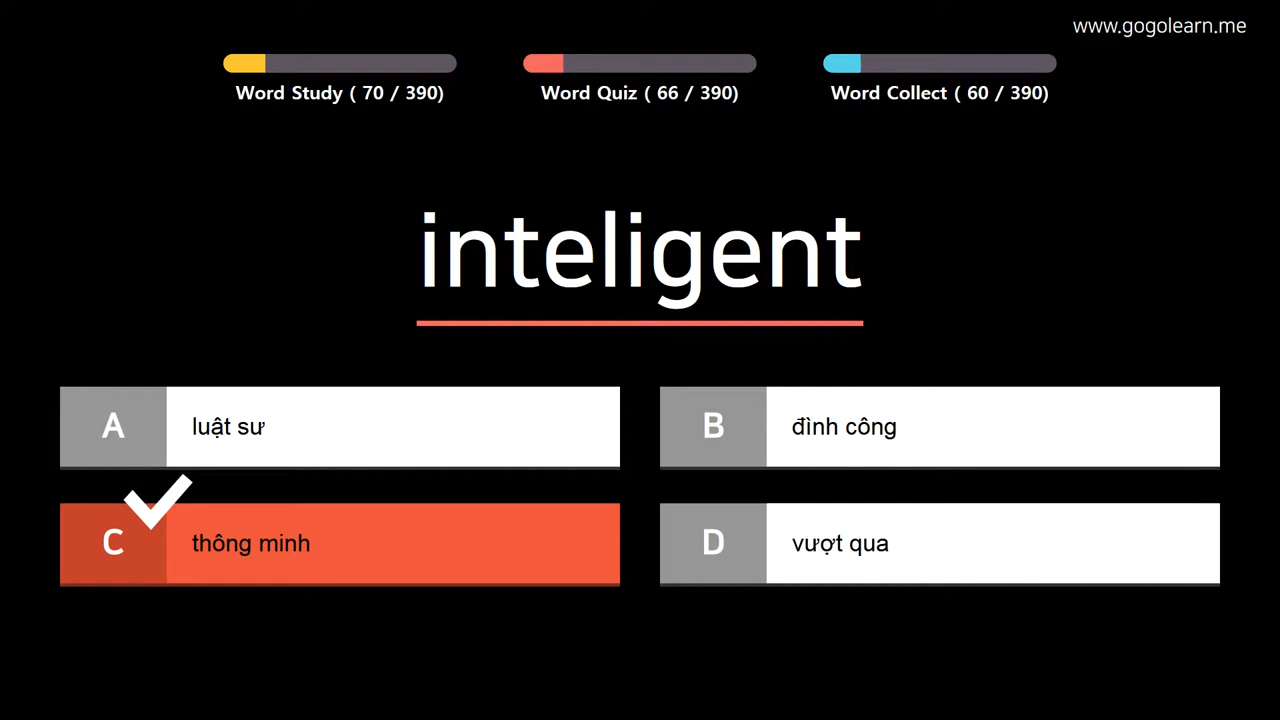 www.gogolearn.me
Word Study ( 70 / 390)
Word Quiz ( 66 / 390)
Word Collect ( 60 / 390)
inteligent
A luật sư
B đình công
C thông minh
D vượt qua